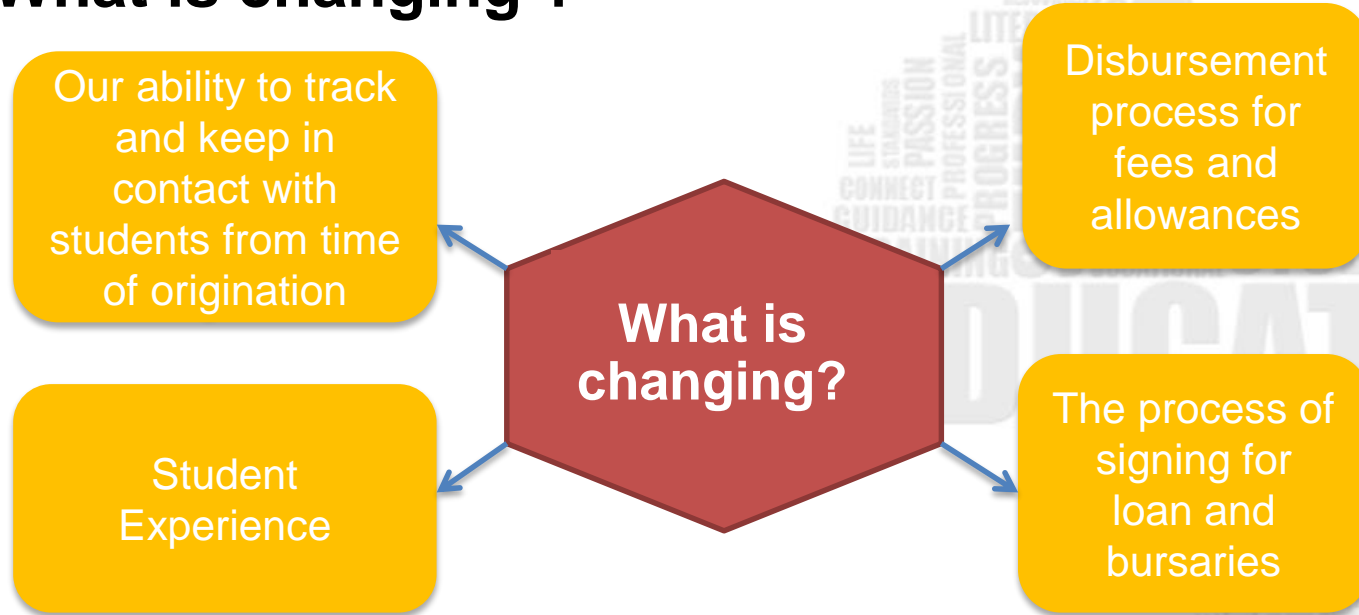 What is changing ?
Our ability to track
and keep in
contact with
students from time
of origination
Disbursement
process for
fees and
allowances
What is
changing?
Student
Experience
The process of
signing for
loan and
bursaries
LIFE
STANDARDS
PASSION
PROFESSIONAL
PROGRESS
CONNECT
GUIDANCE